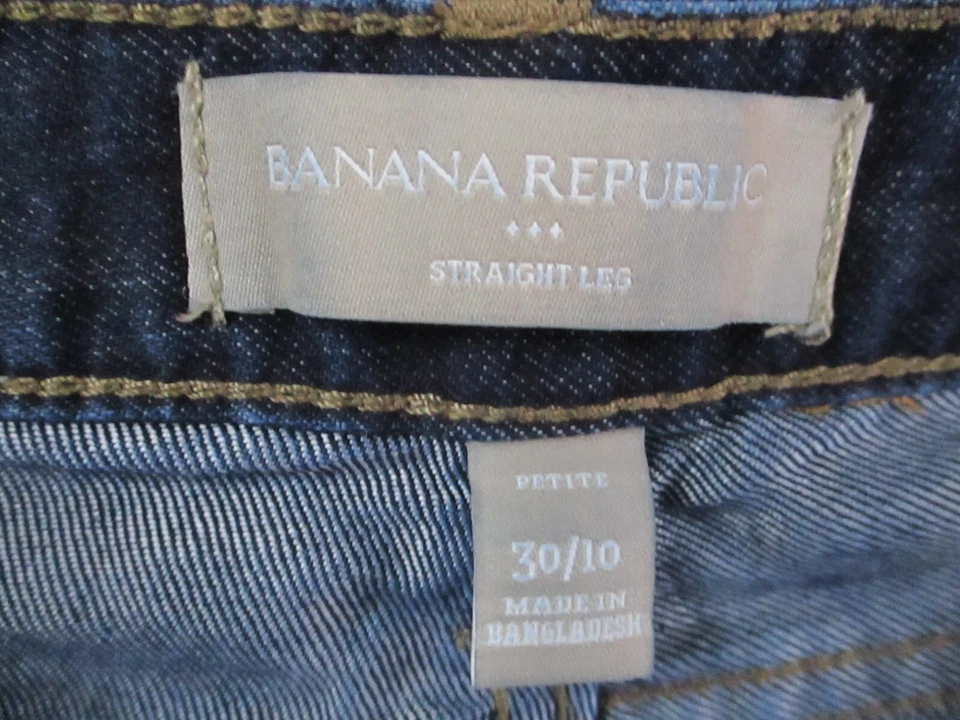 BANANA REPUBLIC
STRAIGHT LEG
PETITE
30/10
MADE IN
BANGLADESH